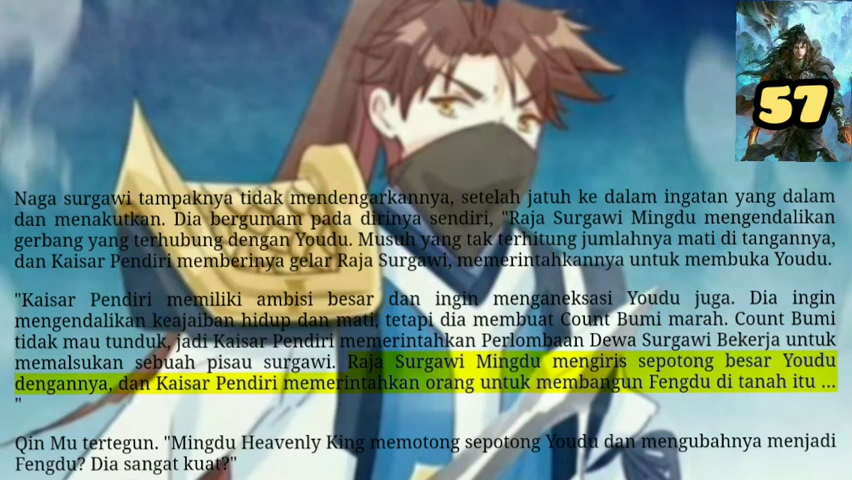 57
Naga surgawi tampaknya tidak mendengarkannya, setelah jatuh ke dalam ingatan yang dalam
dan menakutkan. Dia bergumam pada dirinya sendiri, "Raja Surgawi Mingdu mengendalikan
gerbang yang terhubung dengan Youdu. Musuh yang tak terhitung jumlahnya mati di tangannya,
dan Kaisar Pendiri memberinya gelar Raja Surgawi, memerintahkannya untuk membuka Youdu.
"Kaisar Pendiri memiliki ambisi besar dan ingin menganeksasi Youdu juga. Dia ingin
mengendalikan keajaiban hidup dan mati, tetapi dia membuat Count Bumi marah. Count Bumi
tidak mau tunduk, jadi Kaisar Pendiri memerintahkan Perlombaan Dewa Surgawi Bekerja untuk
memalsukan sebuah pisau surgawi. Raja Surgawi Mingdu mengiris sepotong besar Youdu
dengannya, dan Kaisar Pendiri memerintahkan orang untuk membangun Fengdu di tanah itu ...
"
Qin Mu tertegun. "Mingdu Heavenly King memotong sepotong Youdu dan mengubahnya menjadi
Fengdu? Dia sangat kuat?"